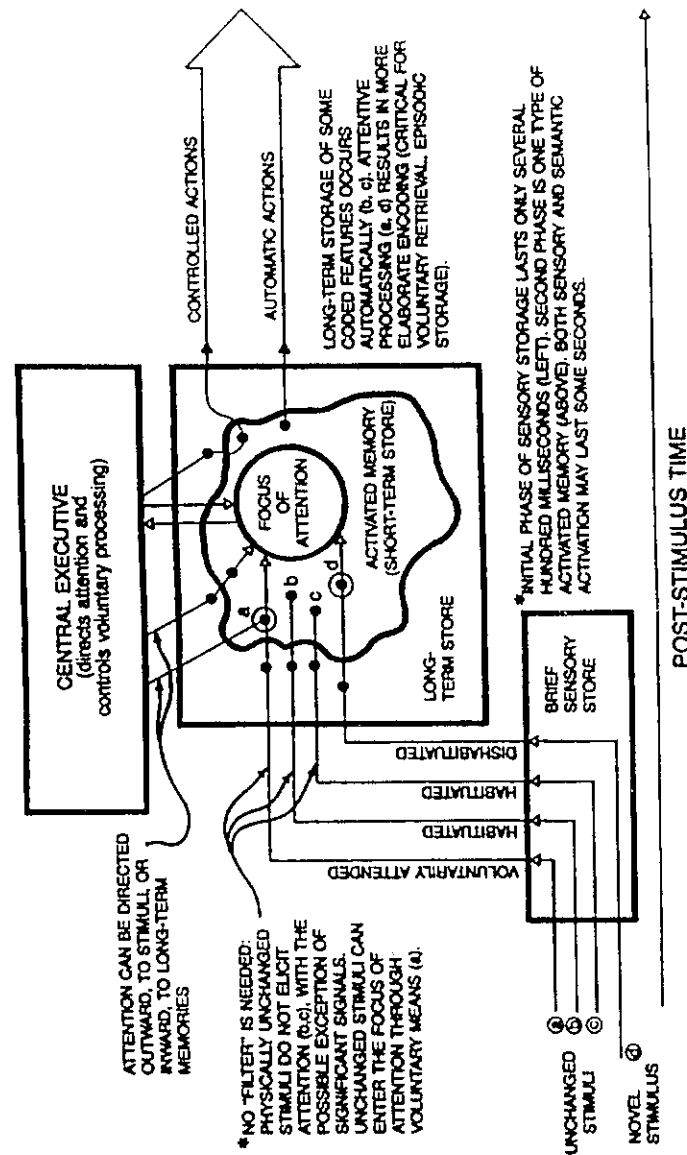 CENTRAL EXECUTIVE
(directs attention and
controls voluntary processing)
ATTENTION CAN BE DIRECTED
OUTWARD, TO STIMULI, OR
INWARD, TO LONG-TERM
MEMORIES
CONTROLLED ACTIONS
AUTOMATIC ACTIONS
FOCUS
OF
ATTENTION
ACTIVATED MEMORY
(SHORT-TERM STORE)
LONG-
TERM STORE
a
b
c
d
LONG-TERM STORAGE OF SOME
CODED FEATURES OCCURS
AUTOMATICALLY (b, c). ATTENTIVE
PROCESSING (a, d) RESULTS IN MORE
ELABORATE ENCODING (CRITICAL FOR
VOLUNTARY RETRIEVAL, EPISODIC
STORAGE).
*NO "FILTER" IS NEEDED:
PHYSICALLY UNCHANGED
STIMULI DO NOT ELICIT
ATTENTION (b,c), WITH THE
POSSIBLE EXCEPTION OF
SIGNIFICANT SIGNALS.
UNCHANGED STIMULI CAN
ENTER THE FOCUS OF
ATTENTION THROUGH
VOLUNTARY MEANS (a).
VOLUNTARILY ATTENDED
HABITUATED
HABITUATED
DISHABITUATED
BRIEF
SENSORY
STORE
*INITIAL PHASE OF SENSORY STORAGE LASTS ONLY SEVERAL
HUNDRED MILLISECONDS (LEFT). SECOND PHASE IS ONE TYPE OF
ACTIVATED MEMORY (ABOVE). BOTH SENSORY AND SEMANTIC
ACTIVATION MAY LAST SOME SECONDS.
UNCHANGED
STIMULI
a
b
c
NOVEL
STIMULUS
d
POST-STIMULUS TIME